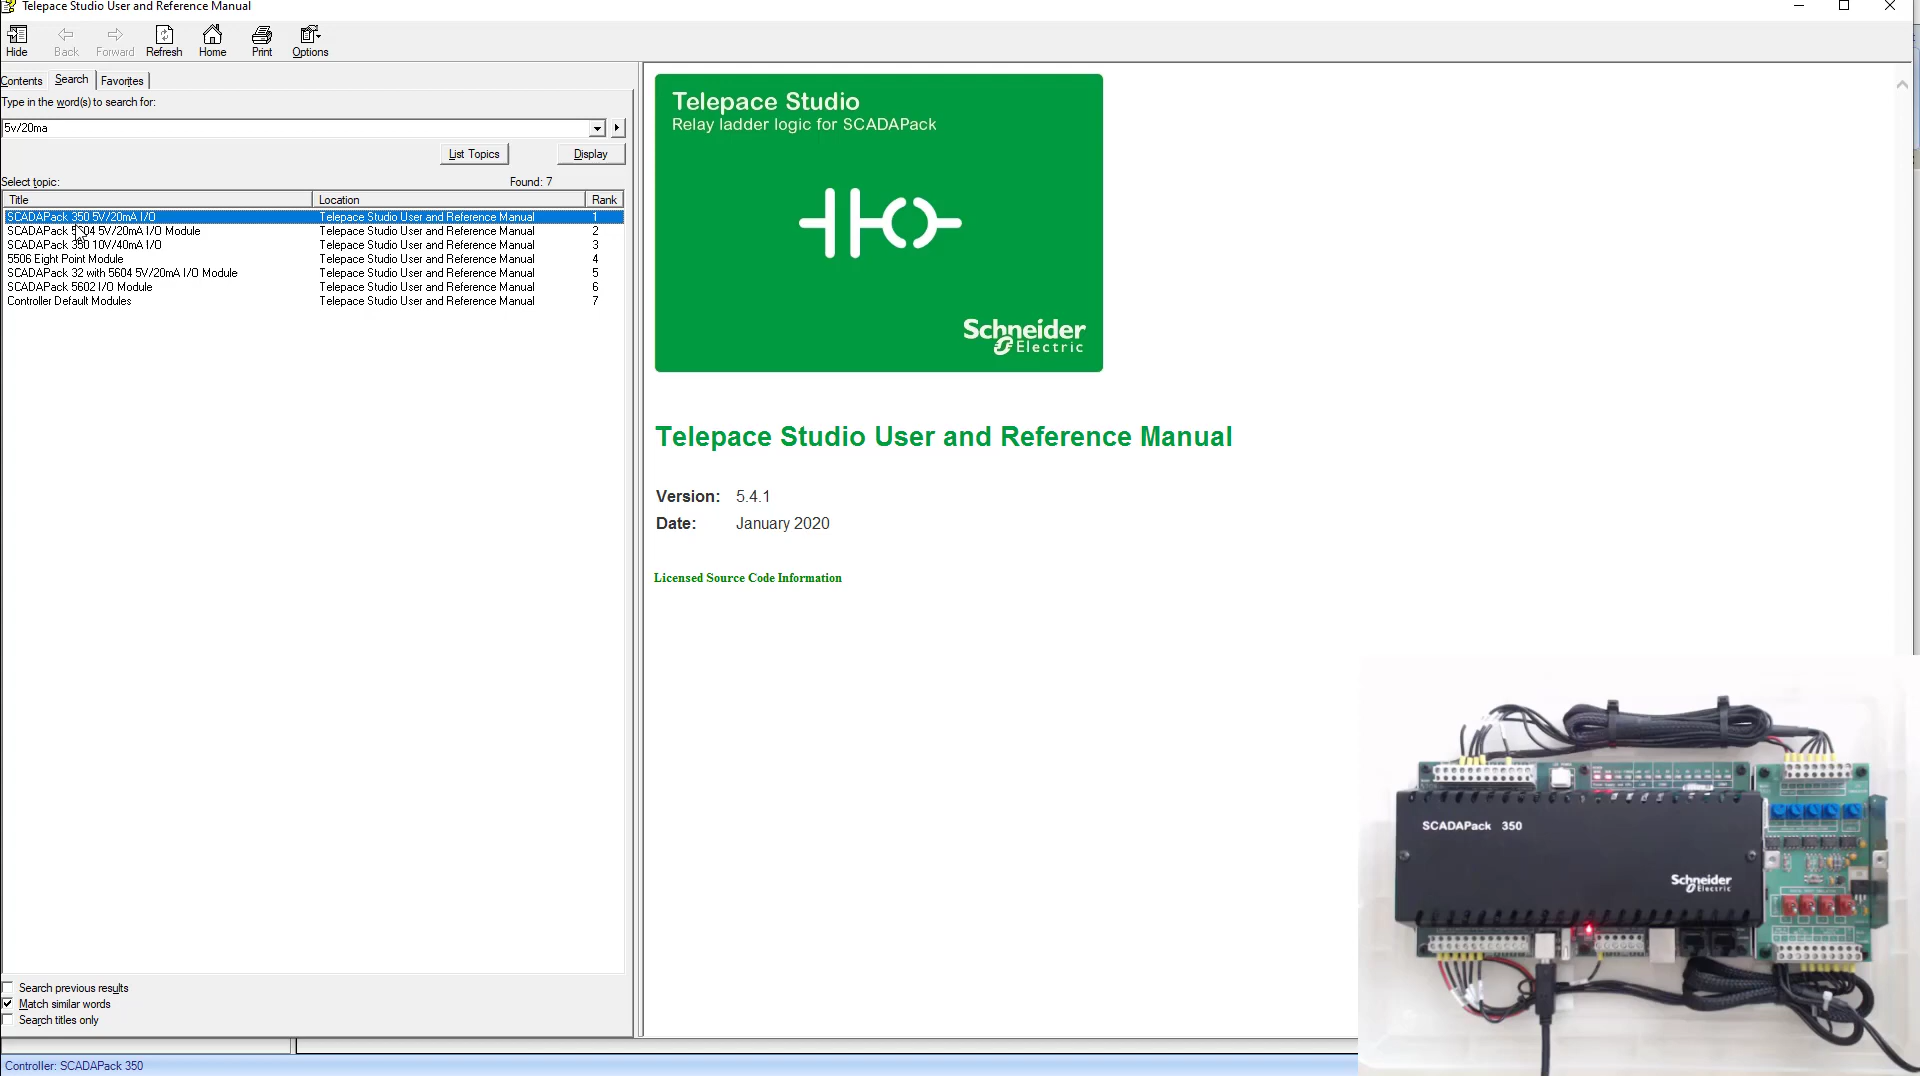 Telepace Studio User and Reference Manual
Hide Back Forward Refresh Home Print Options
Contents Search Favorites
Type in the word(s) to search for:
5v/20ma
List Topics Display
Select topic: Found: 7
Title Location Rank
SCADAPack 350 5V/20mA I/O Telepace Studio User and Reference Manual 1
SCADAPack 5604 5V/20mA I/O Module Telepace Studio User and Reference Manual 2
SCADAPack 350 10V/40mA I/O Telepace Studio User and Reference Manual 3
5506 Eight Point Module Telepace Studio User and Reference Manual 4
SCADAPack 32 with 5604 5V/20mA I/O Module Telepace Studio User and Reference Manual 5
SCADAPack 5602 I/O Module Telepace Studio User and Reference Manual 6
Controller Default Modules Telepace Studio User and Reference Manual 7
Search previous results
Match similar words
Search titles only
Controller: SCADAPack 350
Telepace Studio
Relay ladder logic for SCADAPack
Schneider
Electric
Telepace Studio User and Reference Manual
Version: 5.4.1
Date: January 2020
Licensed Source Code Information
SCADAPack 350
Schneider
Electric